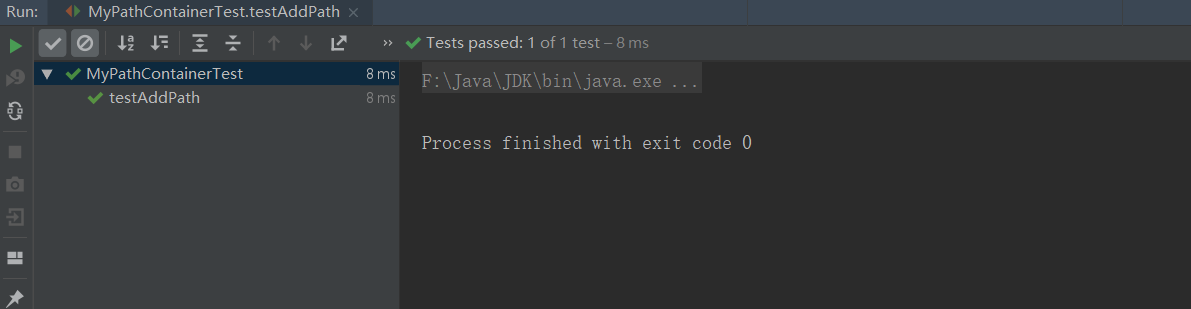 Run: MyPathContainerTest.testAddPath ×
» Tests passed: 1 of 1 test – 8 ms
MyPathContainerTest 8 ms
testAddPath 8 ms
F:\Java\JDK\bin\java.exe ...
Process finished with exit code 0